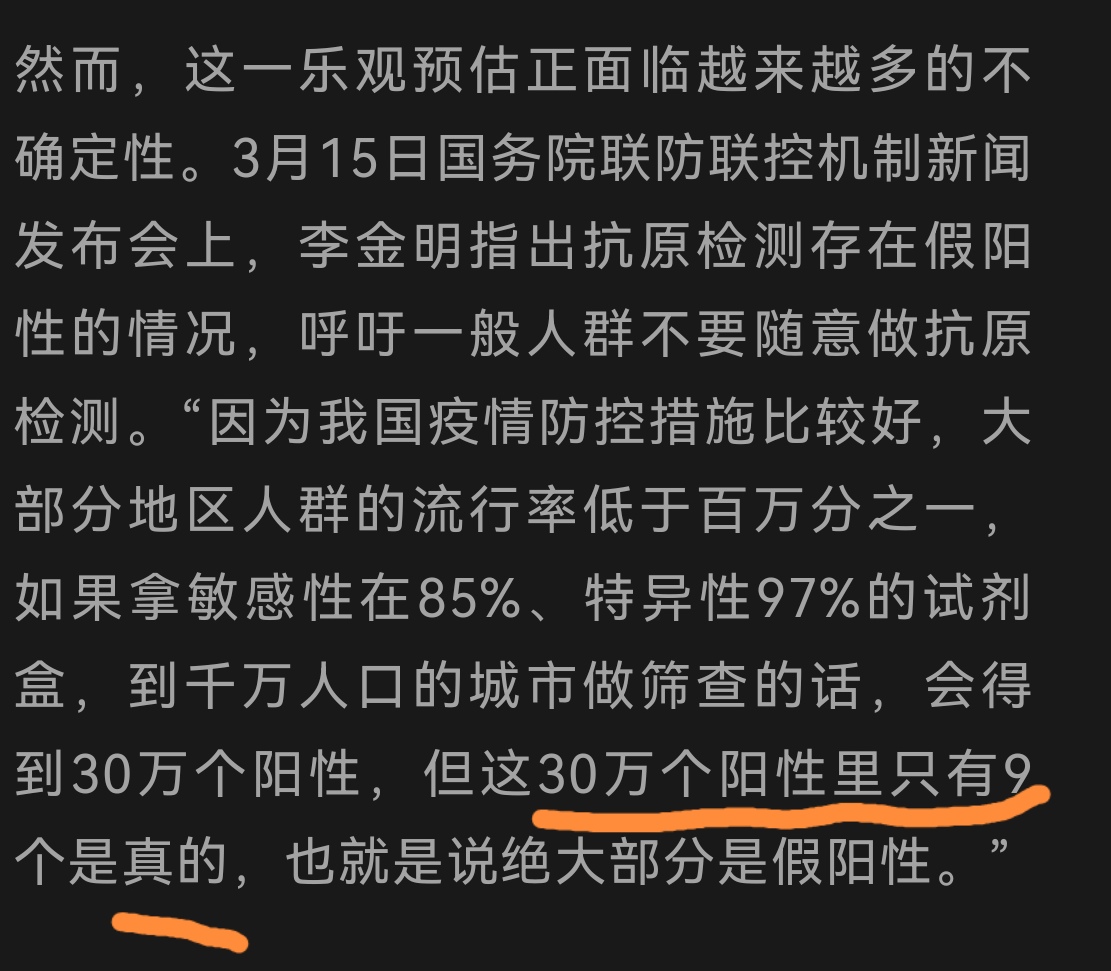 然而，这一乐观预估正面临越来越多的不
确定性。3月15日国务院联防联控机制新闻
发布会上，李金明指出抗原检测存在假阳
性的情况，呼吁一般人群不要随意做抗原
检测。“因为我国疫情防控措施比较好，大
部分地区人群的流行率低于百万分之一，
如果拿敏感性在85%、特异性97%的试剂
盒，到千万人口的城市做筛查的话，会得
到30万个阳性，但这30万个阳性里只有9
个是真的，也就是说绝大部分是假阳性。”